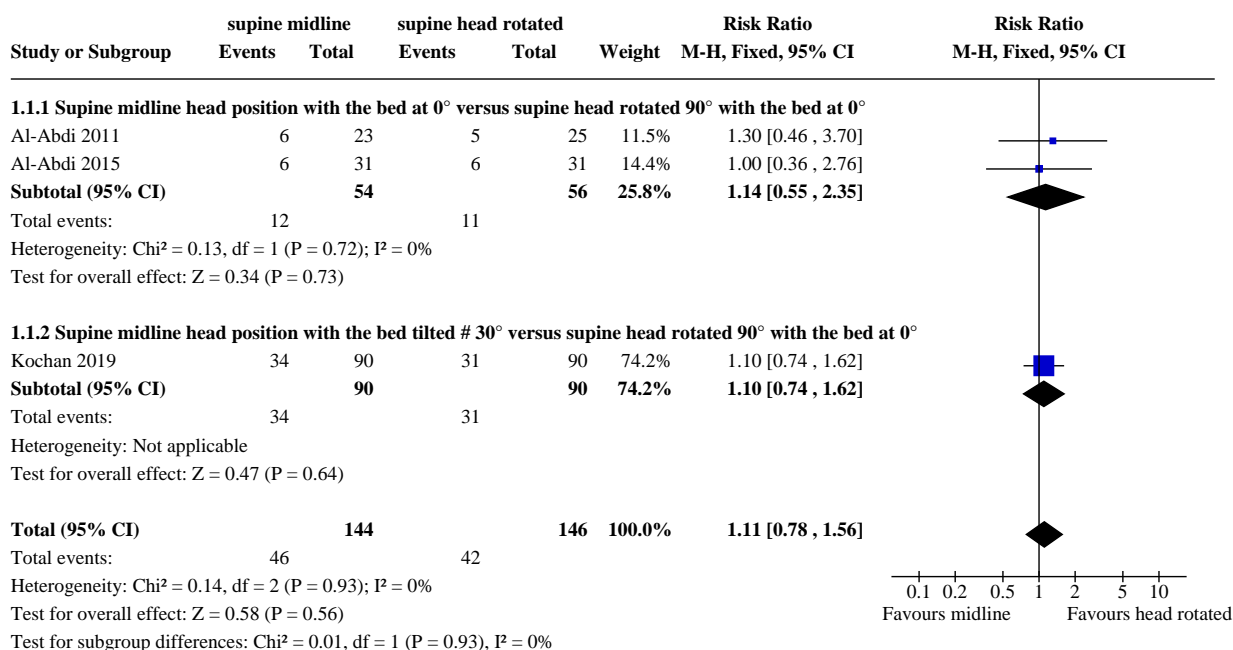 supine midline supine head rotated Risk Ratio Risk Ratio
Study or Subgroup Events Total Events Total Weight M-H, Fixed, 95% CI M-H, Fixed, 95% CI
1.1.1 Supine midline head position with the bed at 0° versus supine head rotated 90° with the bed at 0°
Al-Abdi 2011 6 23 5 25 11.5% 1.30 [0.46 , 3.70]
Al-Abdi 2015 6 31 6 31 14.4% 1.00 [0.36 , 2.76]
Subtotal (95% CI) 54 56 25.8% 1.14 [0.55 , 2.35]
Total events: 12 11
Heterogeneity: Chi² = 0.13, df = 1 (P = 0.72); I² = 0%
Test for overall effect: Z = 0.34 (P = 0.73)
1.1.2 Supine midline head position with the bed tilted # 30° versus supine head rotated 90° with the bed at 0°
Kochan 2019 34 90 31 90 74.2% 1.10 [0.74 , 1.62]
Subtotal (95% CI) 90 90 74.2% 1.10 [0.74 , 1.62]
Total events: 34 31
Heterogeneity: Not applicable
Test for overall effect: Z = 0.47 (P = 0.64)
Total (95% CI) 144 146 100.0% 1.11 [0.78 , 1.56]
Total events: 46 42
Heterogeneity: Chi² = 0.14, df = 2 (P = 0.93); I² = 0%
0.1 0.2 0.5 1 2 5 10
Test for overall effect: Z = 0.58 (P = 0.56) Favours midline Favours head rotated
Test for subgroup differences: Chi² = 0.01, df = 1 (P = 0.93), I² = 0%